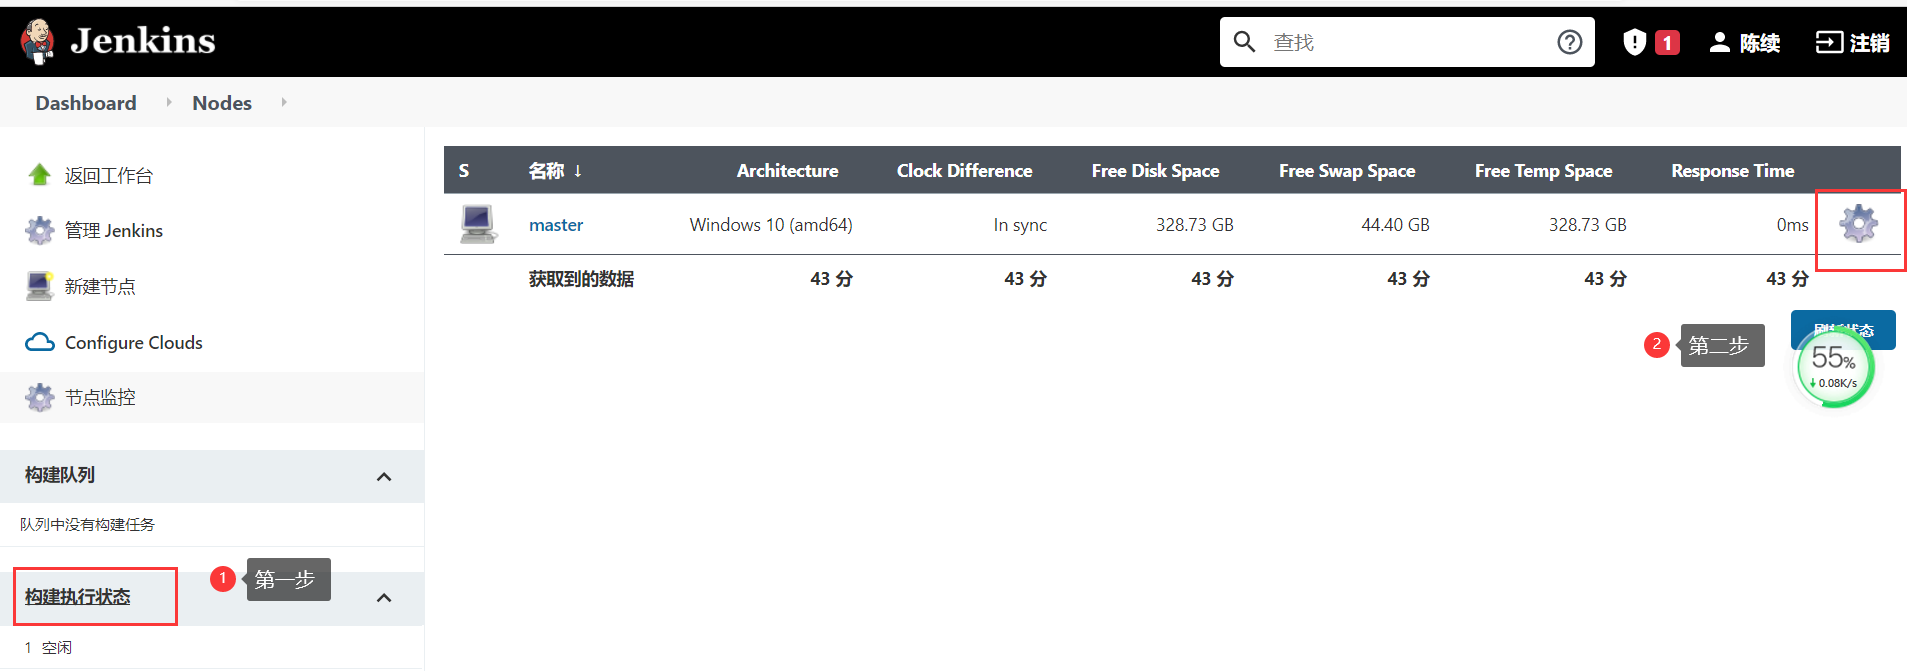 Jenkins
查找
1
陈续
注销
Dashboard
Nodes
返回工作台
管理 Jenkins
新建节点
Configure Clouds
节点监控
构建队列
队列中没有构建任务
构建执行状态
1 第一步
1 空闲
S 名称 ↓ Architecture Clock Difference Free Disk Space Free Swap Space Free Temp Space Response Time
master Windows 10 (amd64) In sync 328.73 GB 44.40 GB 328.73 GB 0ms
获取到的数据 43 分 43 分 43 分 43 分 43 分 43 分
2 第二步
状态
55%
0.08K/s